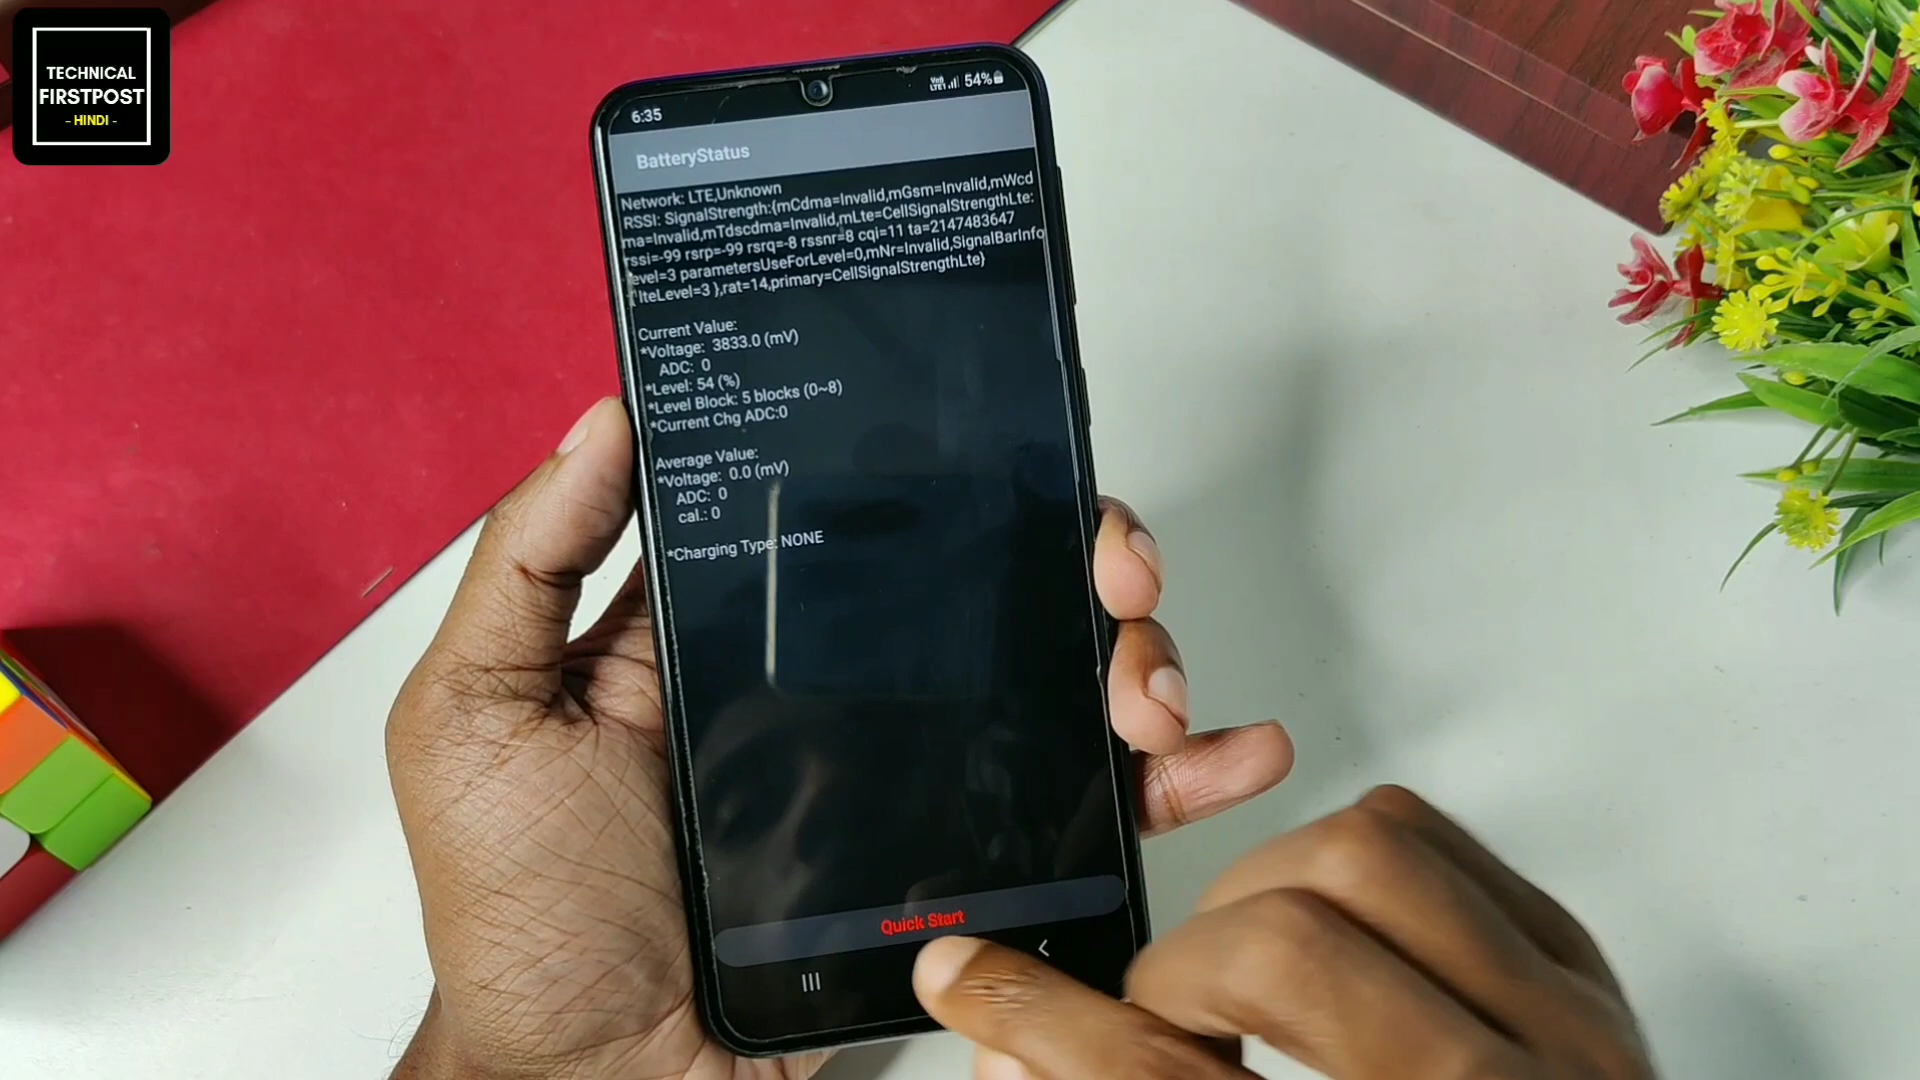 TECHNICAL
FIRSTPOST
- HINDI -
6:35
VoD
LTE1
54%
BatteryStatus
Network: LTE,Unknown
RSSI: SignalStrength:{mCdma=Invalid,mGsm=Invalid,mWcd
ma=Invalid,mTdscdma=Invalid,mLte=CellSignalStrengthLte:
rssi=-99 rsrp=-99 rsrq=-8 rssnr=8 cqi=11 ta=2147483647
level=3 parametersUseForLevel=0,mNr=Invalid,SignalBarInfo
{ lteLevel=3 },rat=14,primary=CellSignalStrengthLte}
Current Value:
*Voltage: 3833.0 (mV)
ADC: 0
*Level: 54 (%)
*Level Block: 5 blocks (0~8)
*Current Chg ADC:0
Average Value:
*Voltage: 0.0 (mV)
ADC: 0
cal.: 0
*Charging Type: NONE
Quick Start